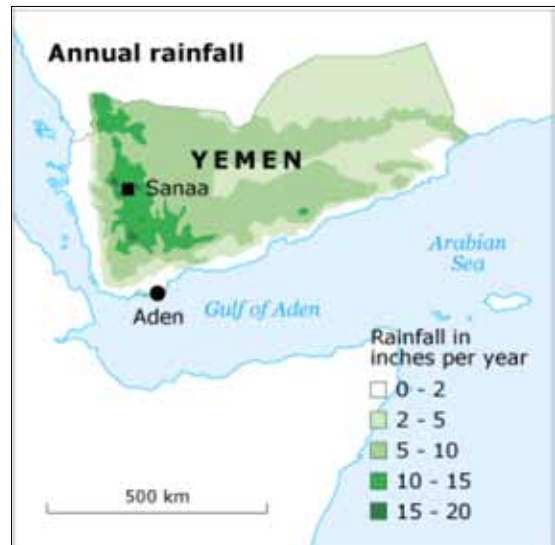 Annual rainfall
YEMEN
Sanaa
Arabian
Sea
Gulf of Aden
Aden
Rainfall in
inches per year
0 - 2
2 - 5
5 - 10
10 - 15
15 - 20
500 km